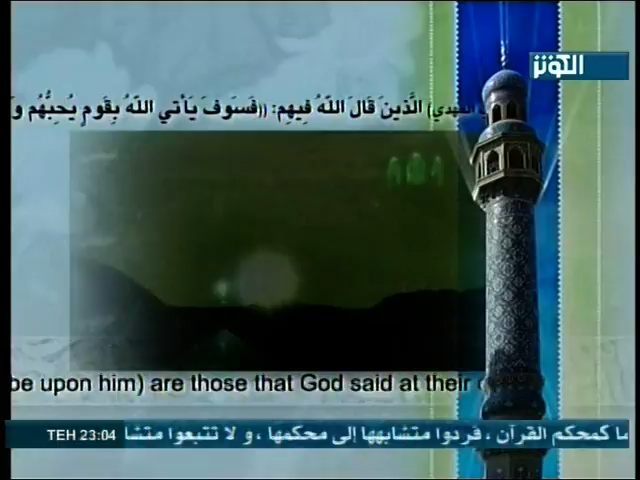 الكوثر
المهدي) الَّذِينَ قَالَ اللّهُ فِيهِم: ((فَسَوفَ يَأتي اللّهُ بِقَومٍ يُحِبُّهُم
be upon him) are those that God said at their
TEH 23:04
ما كمحكم القرآن ، فردوا متشابهها إلى محكمها ، و لا تتبعوا متشا